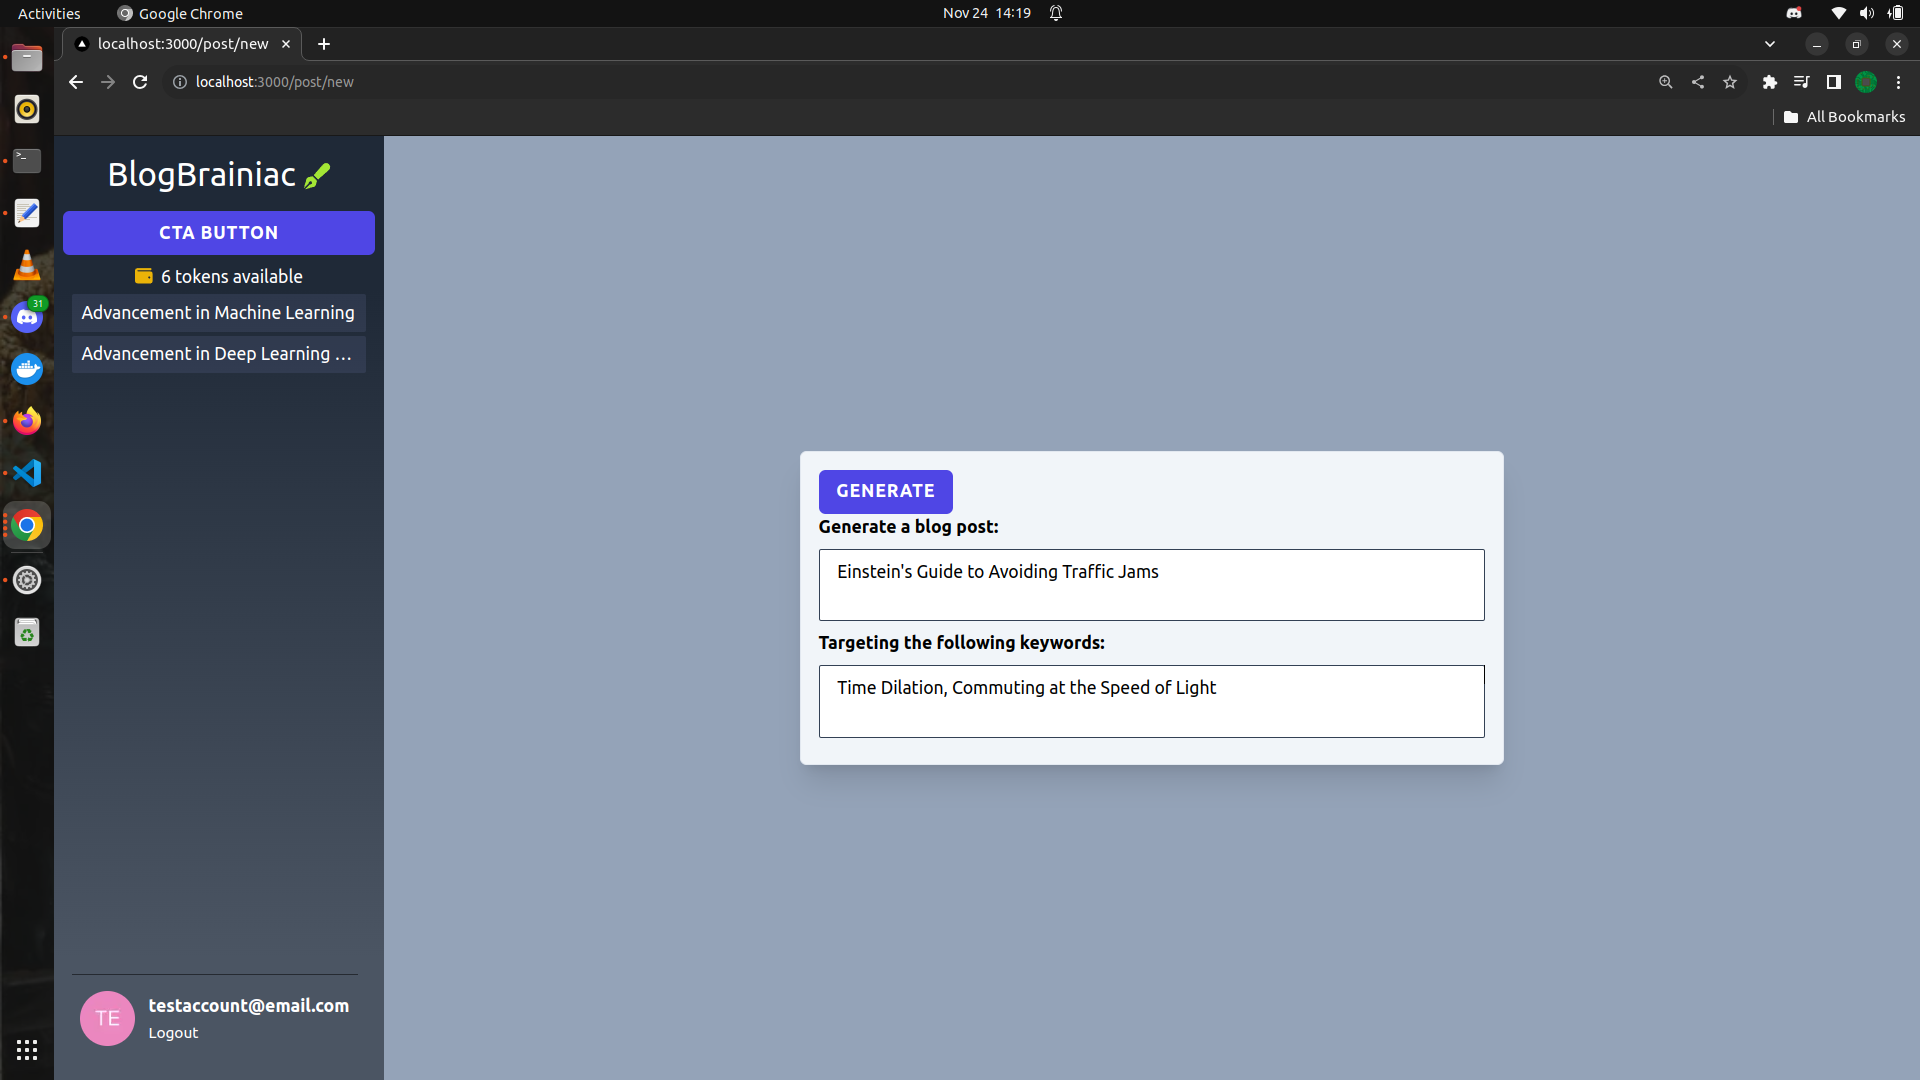 Activities
Google Chrome
Nov 24 14:19
localhost:3000/post/new
localhost:3000/post/new
All Bookmarks
BlogBrainiac
CTA BUTTON
6 tokens available
Advancement in Machine Learning
Advancement in Deep Learning ...
31
GENERATE
Generate a blog post:
Einstein's Guide to Avoiding Traffic Jams
Targeting the following keywords:
Time Dilation, Commuting at the Speed of Light
TE
testaccount@email.com
Logout